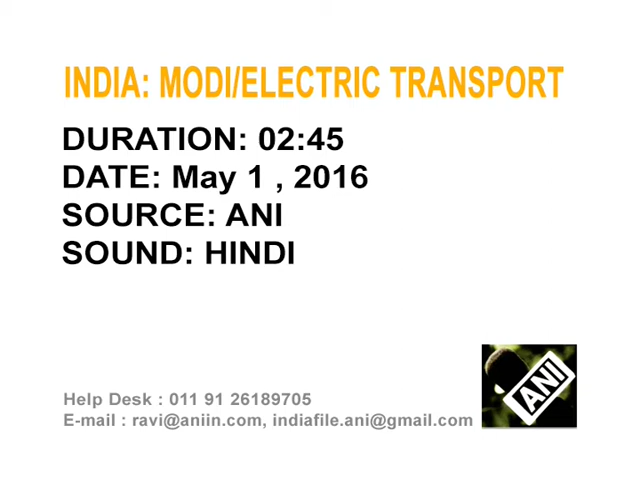 INDIA: MODI/ELECTRIC TRANSPORT
DURATION: 02:45
DATE: May 1 , 2016
SOURCE: ANI
SOUND: HINDI
Help Desk : 011 91 26189705
E-mail : ravi@aniin.com, indiafile.ani@gmail.com
ANI